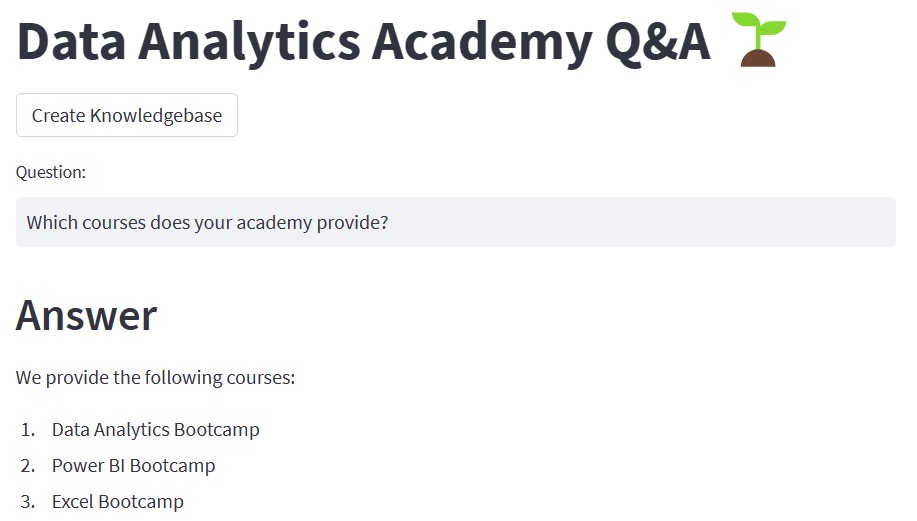 Data Analytics Academy Q&A 🌱
Create Knowledgebase
Question:
Which courses does your academy provide?
Answer
We provide the following courses:
1. Data Analytics Bootcamp
2. Power BI Bootcamp
3. Excel Bootcamp